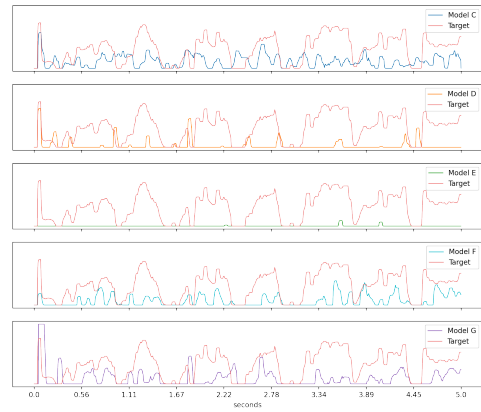 Model C
Target
Model D
Target
Model E
Target
Model F
Target
Model G
Target
0.0 0.56 1.11 1.67 2.22 2.78 3.34 3.89 4.45 5.0
seconds